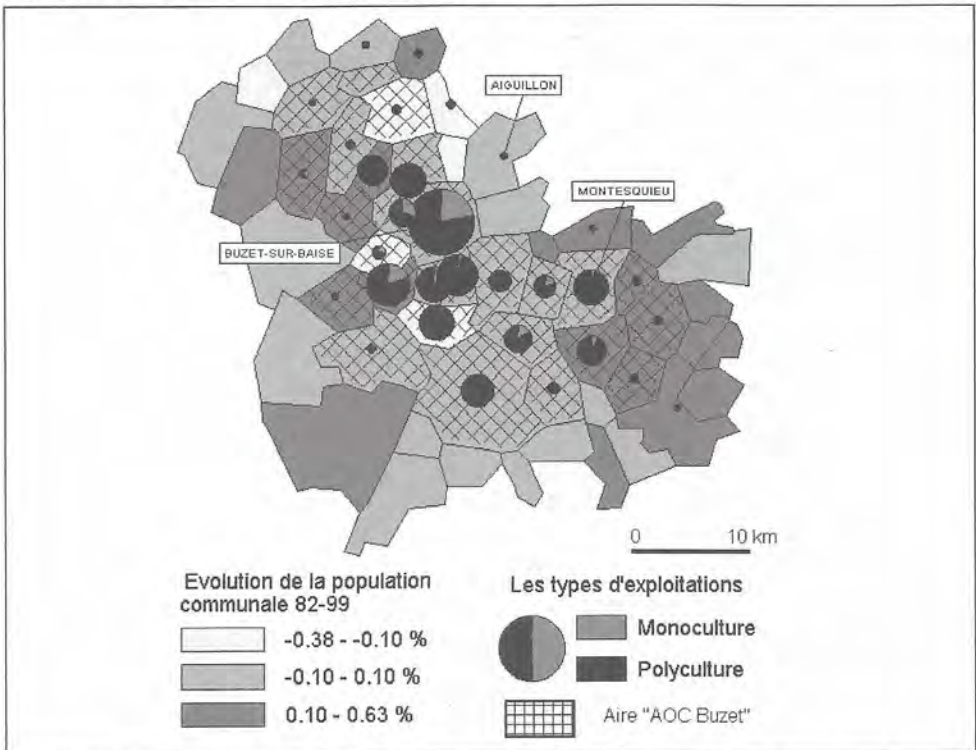 AIGUILLON
MONTESQUIEU
BUZET-SUR-BAISE
0 10 km
Evolution de la population
communale 82-99
-0.38 - -0.10 %
-0.10 - 0.10 %
0.10 - 0.63 %
Les types d'exploitations
Monoculture
Polyculture
Aire "AOC Buzet"